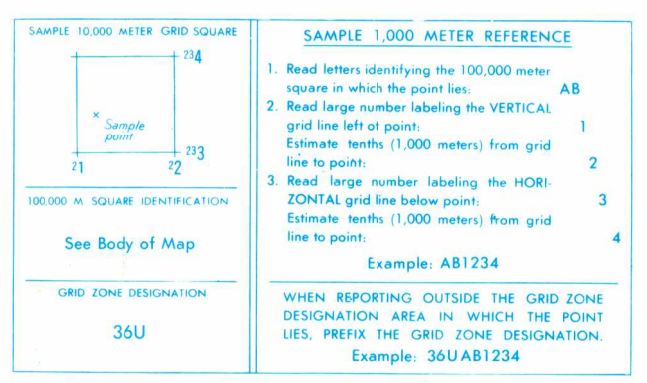 SAMPLE 10,000 METER GRID SQUARE
234
Sample
point
233
21
22
100,000 M SQUARE IDENTIFICATION
See Body of Map
GRID ZONE DESIGNATION
36U
SAMPLE 1,000 METER REFERENCE
1. Read letters identifying the 100,000 meter
square in which the point lies: AB
2. Read large number labeling the VERTICAL
grid line left of point: 1
Estimate tenths (1,000 meters) from grid
line to point: 2
3. Read large number labeling the HORI-
ZONTAL grid line below point: 3
Estimate tenths (1,000 meters) from grid
line to point: 4
Example: AB1234
WHEN REPORTING OUTSIDE THE GRID ZONE
DESIGNATION AREA IN WHICH THE POINT
LIES, PREFIX THE GRID ZONE DESIGNATION.
Example: 36UAB1234